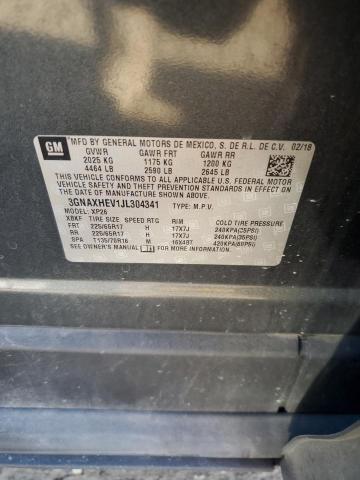 GM
MFD BY GENERAL MOTORS DE MEXICO, S. DE R.L. DE C.V. 02/18
GVWR GAWR FRT GAWR RR
2025 KG 1175 KG 1200 KG
4464 LB 2590 LB 2645 LB
THIS VEHICLE CONFORMS TO ALL APPLICABLE U.S. FEDERAL
MOTOR VEHICLE SAFETY, BUMPER, AND THEFT PREVENTION
STANDARDS IN EFFECT ON THE DATE OF MANUFACTURE SHOWN ABOVE.
3GNAXHEV1JL304341 TYPE: M.P.V.
MODEL: XP26
XBKF TIRE SIZE SPEED RTG RIM COLD TIRE PRESSURE
FRT 225/65R17 H 17X7J 240KPA(35PSI)
RR 225/65R17 H 17X7J 240KPA(35PSI)
SPA T135/70R16 M 16X4BT 420KPA(60PSI)
SEE OWNER'S MANUAL FOR MORE INFORMATION.